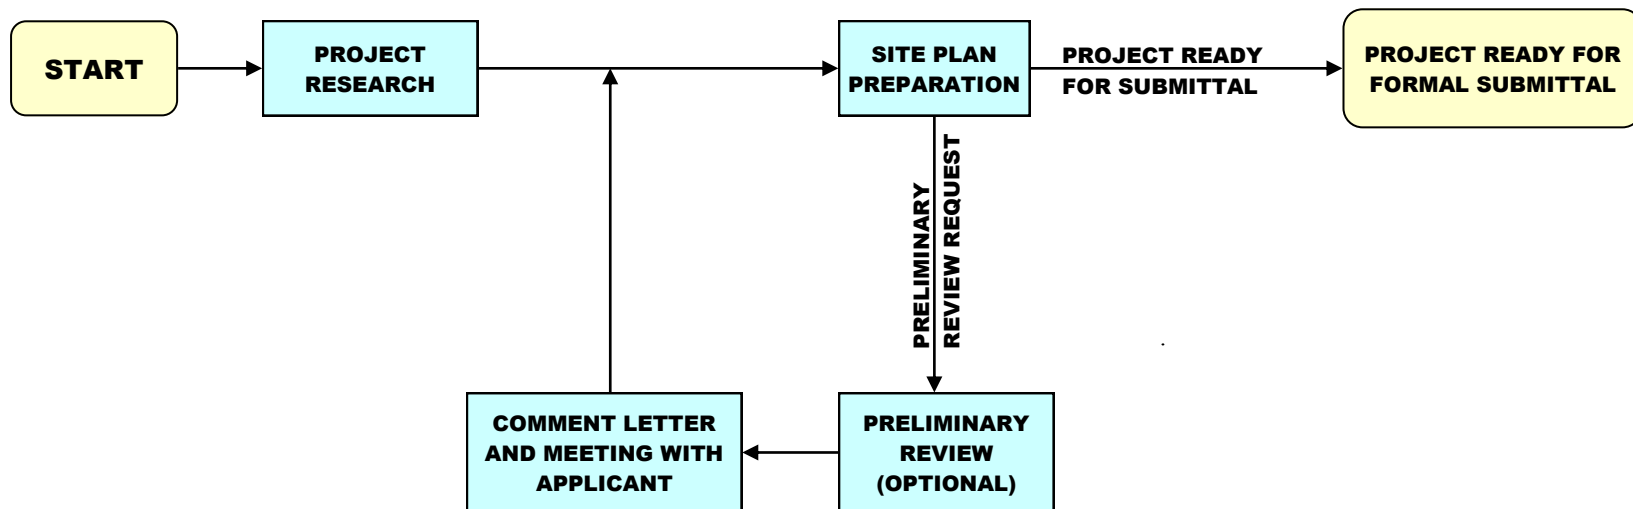 START
PROJECT
RESEARCH
SITE PLAN
PREPARATION
PROJECT READY
FOR SUBMITTAL
PROJECT READY FOR
FORMAL SUBMITTAL
PRELIMINARY
REVIEW REQUEST
COMMENT LETTER
AND MEETING WITH
APPLICANT
PRELIMINARY
REVIEW
(OPTIONAL)